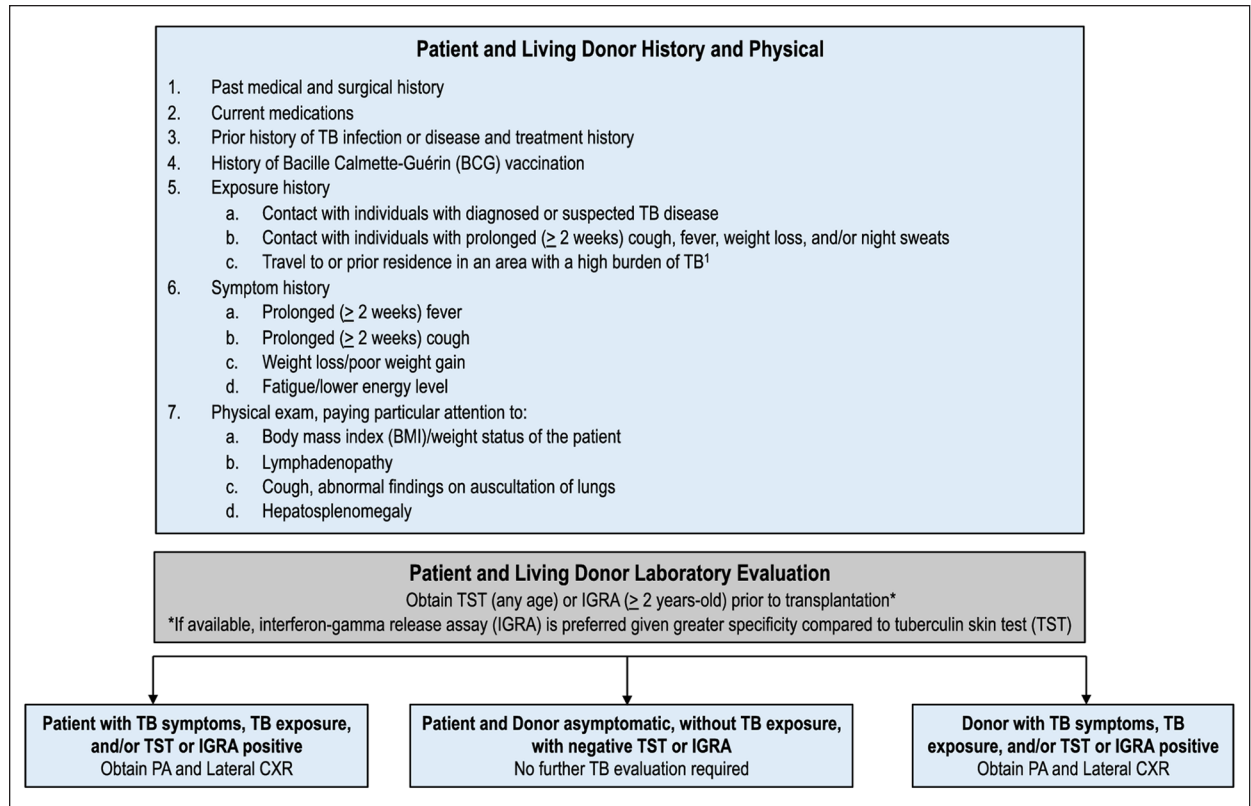 Patient and Living Donor History and Physical
1. Past medical and surgical history
2. Current medications
3. Prior history of TB infection or disease and treatment history
4. History of Bacille Calmette-Guérin (BCG) vaccination
5. Exposure history
a. Contact with individuals with diagnosed or suspected TB disease
b. Contact with individuals with prolonged (≥ 2 weeks) cough, fever, weight loss, and/or night sweats
c. Travel to or prior residence in an area with a high burden of TB¹
6. Symptom history
a. Prolonged (≥ 2 weeks) fever
b. Prolonged (≥ 2 weeks) cough
c. Weight loss/poor weight gain
d. Fatigue/lower energy level
7. Physical exam, paying particular attention to:
a. Body mass index (BMI)/weight status of the patient
b. Lymphadenopathy
c. Cough, abnormal findings on auscultation of lungs
d. Hepatosplenomegaly
Patient and Living Donor Laboratory Evaluation
Obtain TST (any age) or IGRA (≥ 2 years-old) prior to transplantation*
*If available, interferon-gamma release assay (IGRA) is preferred given greater specificity compared to tuberculin skin test (TST)
Patient with TB symptoms, TB exposure,
and/or TST or IGRA positive
Obtain PA and Lateral CXR
Patient and Donor asymptomatic, without TB exposure,
with negative TST or IGRA
No further TB evaluation required
Donor with TB symptoms, TB
exposure, and/or TST or IGRA positive
Obtain PA and Lateral CXR